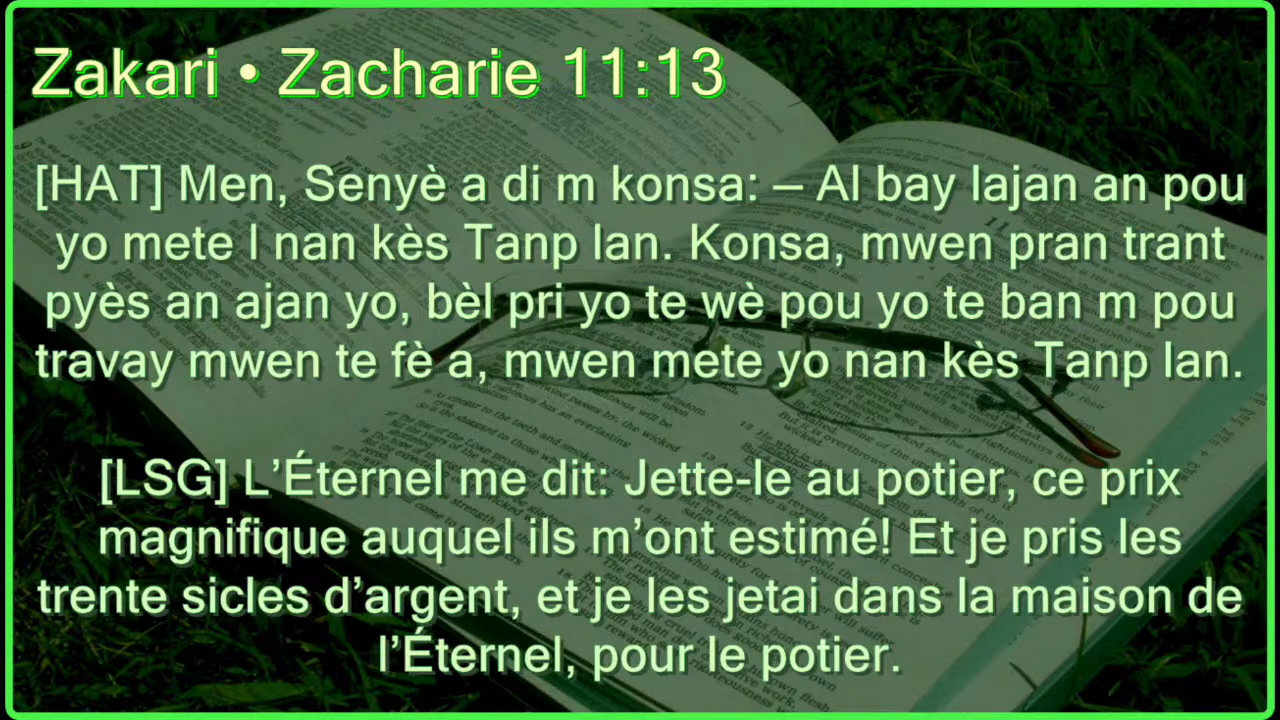 Zakari • Zacharie 11:13
[HAT] Men, Senyè a di m konsa: – Al bay lajan an pou
yo mete l nan kès Tanp lan. Konsa, mwen pran trant
pyès an ajan yo, bèl pri yo te wè pou yo te ban m pou
travay mwen te fè a, mwen mete yo nan kès Tanp lan.
[LSG] L’Éternel me dit: Jette-le au potier, ce prix
magnifique auquel ils m’ont estimé! Et je pris les
trente sicles d’argent, et je les jetai dans la maison de
l’Éternel, pour le potier.